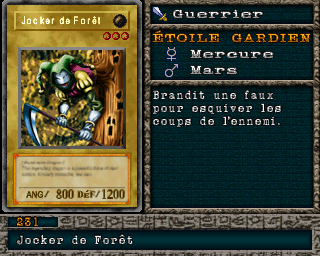 Jocker de Forêt
ANG/ 800 DÉF/1200
Guerrier
ÉTOILE GARDIEN
Mercure
Mars
Brandit une faux
pour esquiver les
coups de l'ennemi.
231
Jocker de Forêt